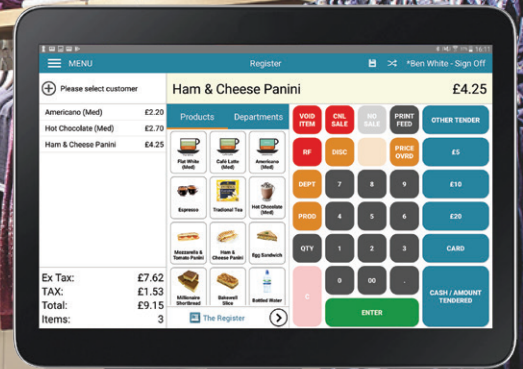 16:11
MENU
Register
*Ben White - Sign Off
Please select customer
Ham & Cheese Panini
£4.25
Americano (Med) £2.20
Hot Chocolate (Med) £2.70
Ham & Cheese Panini £4.25
Ex Tax: £7.62
TAX: £1.53
Total: £9.15
Items: 3
Products
Departments
Flat White
(Med)
Café Latte
(Med)
Americano
(Med)
Espresso
Tradional Tea
Hot Chocolate
(Med)
Mozzarella &
Tomato Panini
Ham &
Cheese Panini
Egg Sandwich
Millionaire
Shortbread
Bakewell
Slice
Bottled Water
The Register
VOID
ITEM
CNL
SALE
NO
SALE
PRINT
FEED
OTHER TENDER
RF
DISC
PRICE
OVRD
£5
DEPT
7
8
9
£10
PROD
4
5
6
£20
QTY
1
2
3
CARD
C
0
00
.
CASH / AMOUNT
TENDERED
ENTER